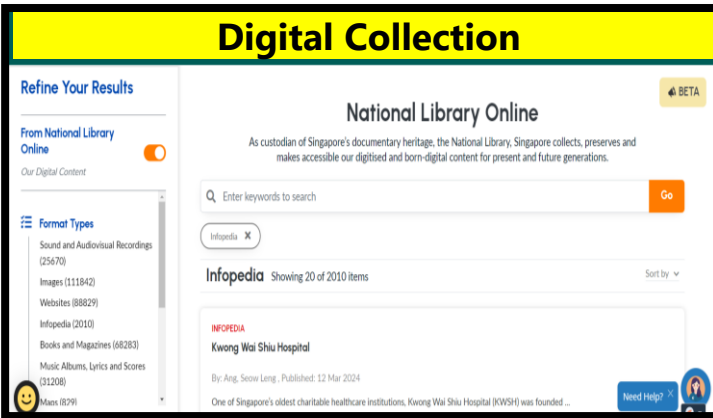 Digital Collection
Refine Your Results
From National Library
Online
Our Digital Content
Format Types
Sound and Audiovisual Recordings
(25670)
Images (111842)
Websites (88829)
Infopedia (2010)
Books and Magazines (68283)
Music Albums, Lyrics and Scores
(31208)
Maps (829)
BETA
National Library Online
As custodian of Singapore's documentary heritage, the National Library, Singapore collects, preserves and
makes accessible our digitised and born-digital content for present and future generations.
Enter keywords to search
Go
Infopedia X
Infopedia Showing 20 of 2010 items
Sort by
INFOPEDIA
Kwong Wai Shiu Hospital
By: Ang, Seow Leng , Published: 12 Mar 2024
One of Singapore's oldest charitable healthcare institutions, Kwong Wai Shiu Hospital (KWSH) was founded ...
Need Help? X